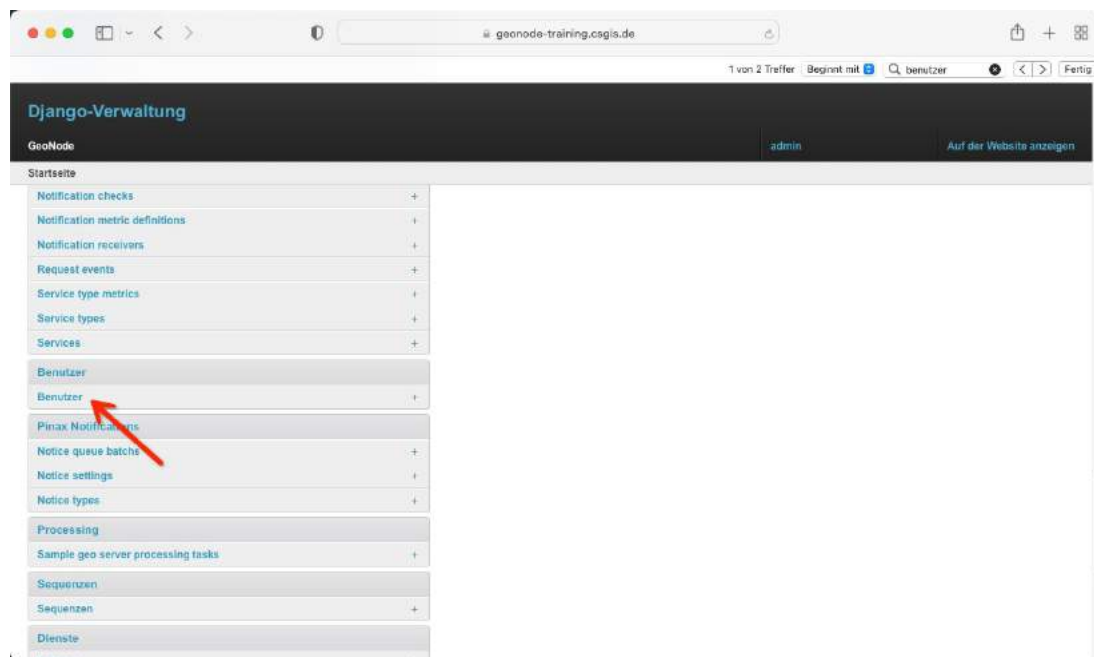 geonode-training.csgis.de
1 von 2 Treffer Beginnt mit benutzer Fertig
Django-Verwaltung
GeoNode admin Auf der Website anzeigen
Startseite
Notification checks +
Notification metric definitions +
Notification receivers +
Request events +
Service type metrics +
Service types +
Services +
Benutzer
Benutzer +
Pinax Notifications
Notice queue batchs +
Notice settings +
Notice types +
Processing
Sample geo server processing tasks +
Sequenzen
Sequenzen +
Dienste